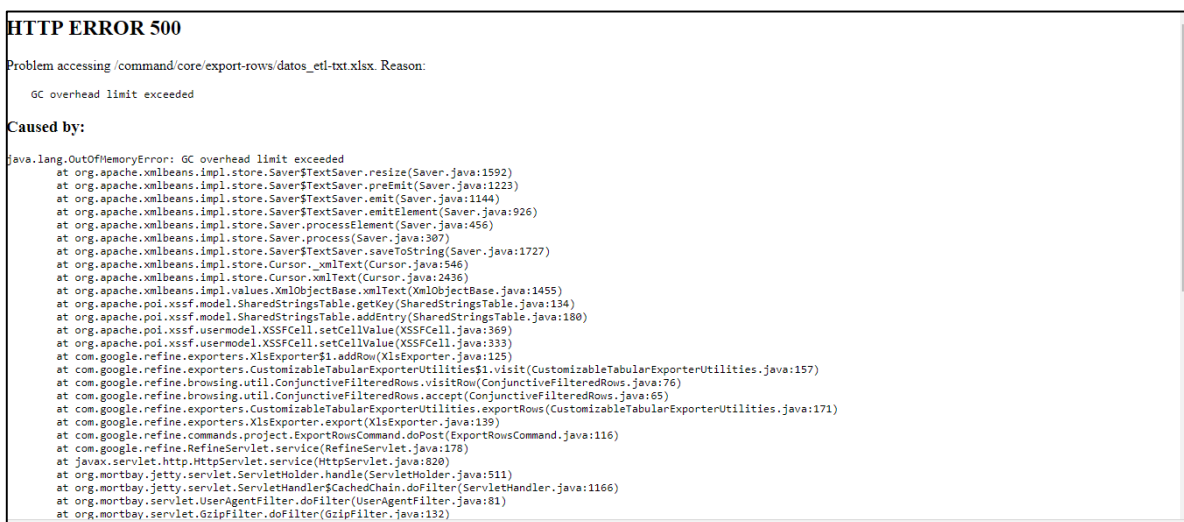 HTTP ERROR 500
Problem accessing /command/core/export-rows/datos_etl-txt.xlsx. Reason:
GC overhead limit exceeded
Caused by:
java.lang.OutOfMemoryError: GC overhead limit exceeded
at org.apache.xmlbeans.impl.store.Saver$TextSaver.resize(Saver.java:1592)
at org.apache.xmlbeans.impl.store.Saver$TextSaver.preEmit(Saver.java:1223)
at org.apache.xmlbeans.impl.store.Saver$TextSaver.emit(Saver.java:1144)
at org.apache.xmlbeans.impl.store.Saver$TextSaver.emitElement(Saver.java:926)
at org.apache.xmlbeans.impl.store.Saver.processElement(Saver.java:456)
at org.apache.xmlbeans.impl.store.Saver.process(Saver.java:307)
at org.apache.xmlbeans.impl.store.Saver$TextSaver.saveToString(Saver.java:1727)
at org.apache.xmlbeans.impl.store.Cursor._xmlText(Cursor.java:546)
at org.apache.xmlbeans.impl.store.Cursor.xmlText(Cursor.java:2436)
at org.apache.xmlbeans.impl.values.XmlObjectBase.xmlText(XmlObjectBase.java:1455)
at org.apache.poi.xssf.model.SharedStringsTable.getKey(SharedStringsTable.java:134)
at org.apache.poi.xssf.model.SharedStringsTable.addEntry(SharedStringsTable.java:180)
at org.apache.poi.xssf.usermodel.XSSFCell.setCellValue(XSSFCell.java:369)
at org.apache.poi.xssf.usermodel.XSSFCell.setCellValue(XSSFCell.java:333)
at com.google.refine.exporters.XlsExporter$1.addRow(XlsExporter.java:125)
at com.google.refine.exporters.CustomizableTabularExporterUtilities$1.visit(CustomizableTabularExporterUtilities.java:157)
at com.google.refine.browsing.util.ConjunctiveFilteredRows.visitRow(ConjunctiveFilteredRows.java:76)
at com.google.refine.browsing.util.ConjunctiveFilteredRows.accept(ConjunctiveFilteredRows.java:65)
at com.google.refine.exporters.CustomizableTabularExporterUtilities.exportRows(CustomizableTabularExporterUtilities.java:171)
at com.google.refine.exporters.XlsExporter.export(XlsExporter.java:139)
at com.google.refine.commands.project.ExportRowsCommand.doPost(ExportRowsCommand.java:116)
at com.google.refine.RefineServlet.service(RefineServlet.java:178)
at javax.servlet.http.HttpServlet.service(HttpServlet.java:820)
at org.mortbay.jetty.servlet.ServletHolder.handle(ServletHolder.java:511)
at org.mortbay.jetty.servlet.ServletHandler$CachedChain.doFilter(ServletHandler.java:1166)
at org.mortbay.servlet.UserAgentFilter.doFilter(UserAgentFilter.java:81)
at org.mortbay.servlet.GzipFilter.doFilter(GzipFilter.java:132)